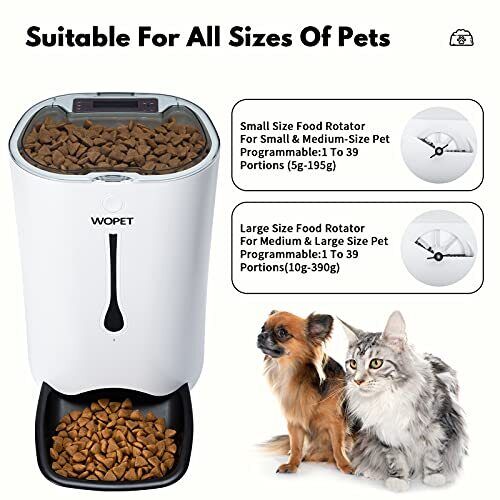 Suitable For All Sizes Of Pets
Small Size Food Rotator
For Small & Medium-Size Pet
Programmable:1 To 39
Portions (5g-195g)
WOPET
Large Size Food Rotator
For Medium & Large Size Pet
Programmable:1 To 39
Portions(10g-390g)